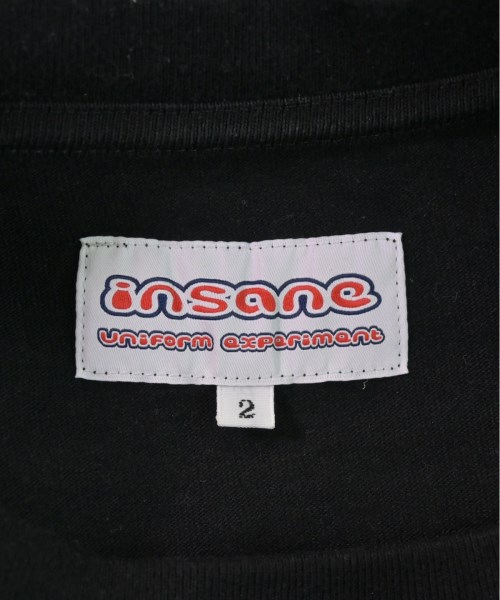 insane
uniform experiment
2